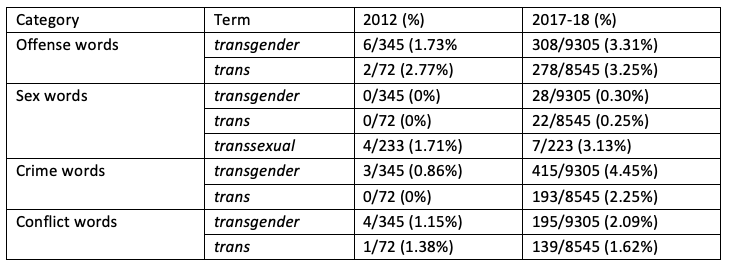 Category Term 2012 (%) 2017-18 (%)
Offense words transgender 6/345 (1.73% 308/9305 (3.31%)
trans 2/72 (2.77%) 278/8545 (3.25%)
Sex words transgender 0/345 (0%) 28/9305 (0.30%)
trans 0/72 (0%) 22/8545 (0.25%)
transsexual 4/233 (1.71%) 7/223 (3.13%)
Crime words transgender 3/345 (0.86%) 415/9305 (4.45%)
trans 0/72 (0%) 193/8545 (2.25%)
Conflict words transgender 4/345 (1.15%) 195/9305 (2.09%)
trans 1/72 (1.38%) 139/8545 (1.62%)